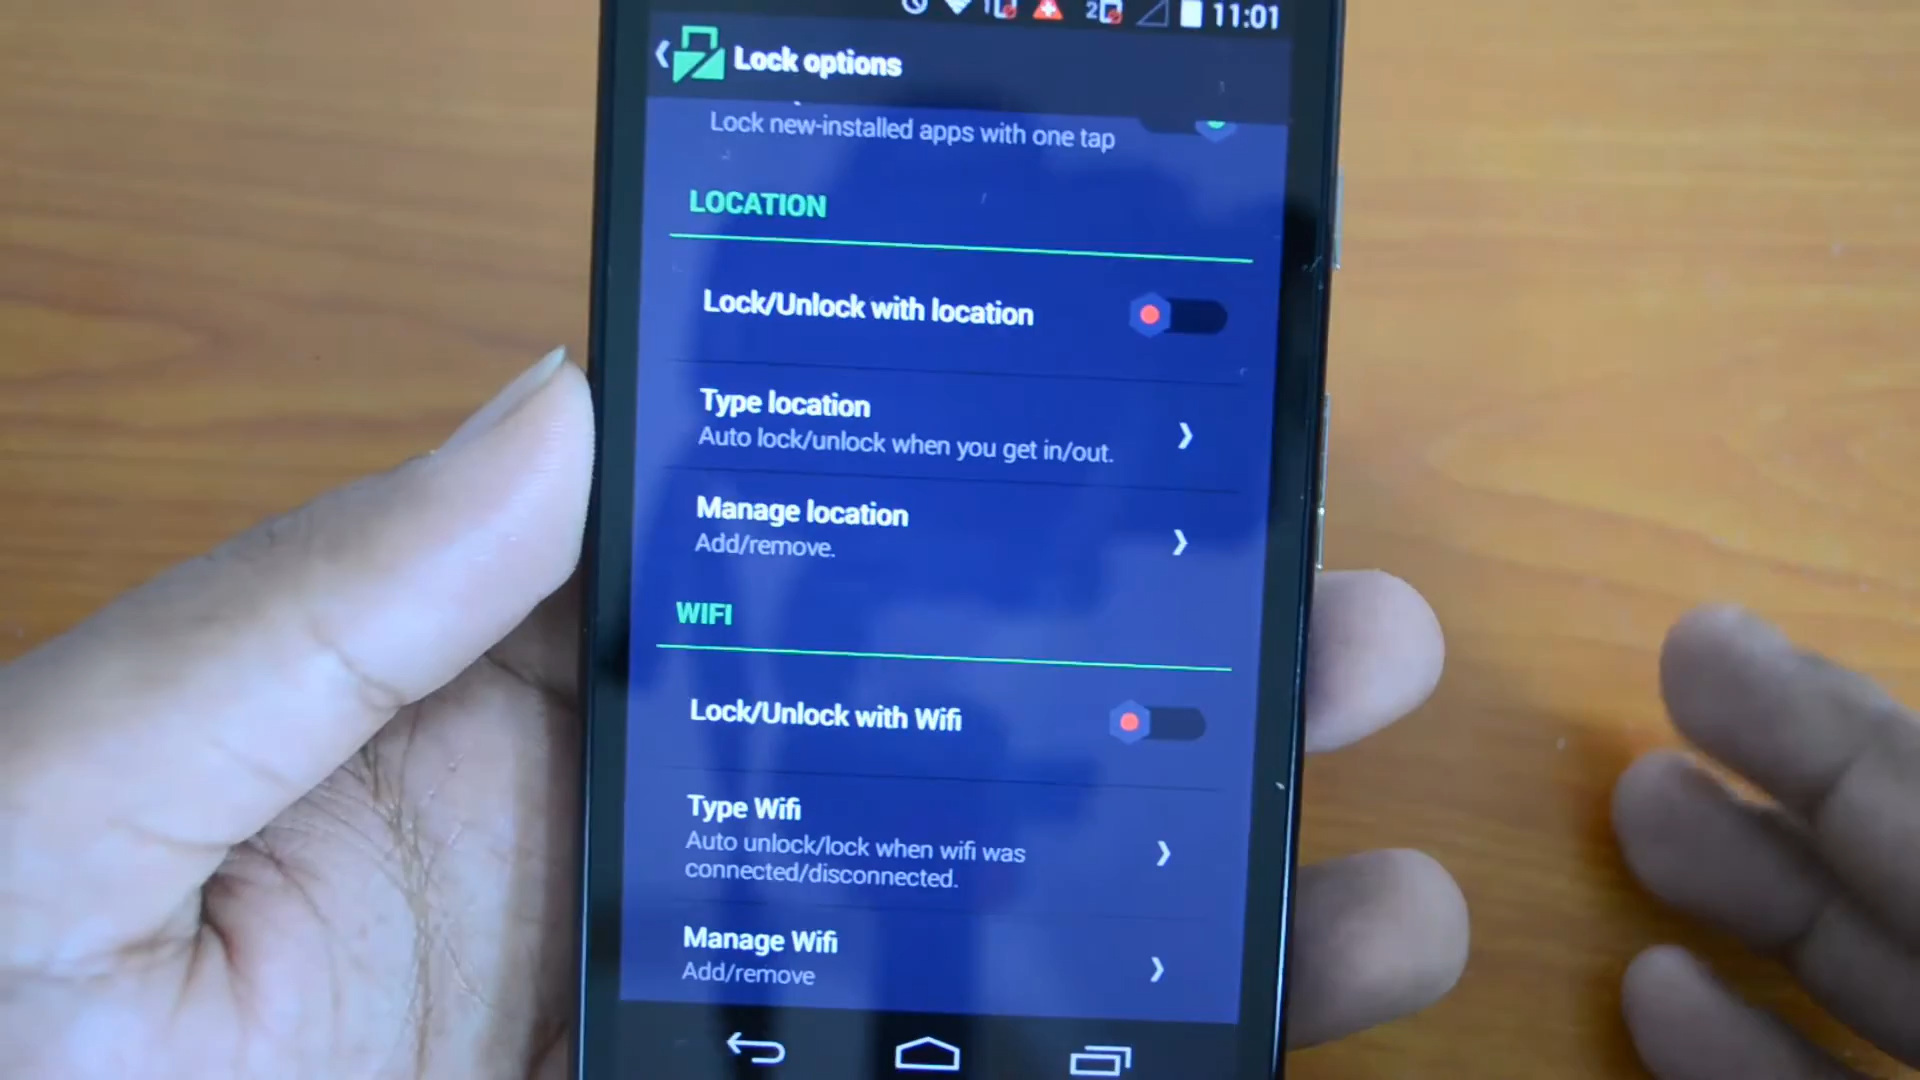 1 2 11:01
Lock options
Lock new-installed apps with one tap
LOCATION
Lock/Unlock with location
Type location
Auto lock/unlock when you get in/out.
Manage location
Add/remove.
WIFI
Lock/Unlock with Wifi
Type Wifi
Auto unlock/lock when wifi was
connected/disconnected.
Manage Wifi
Add/remove